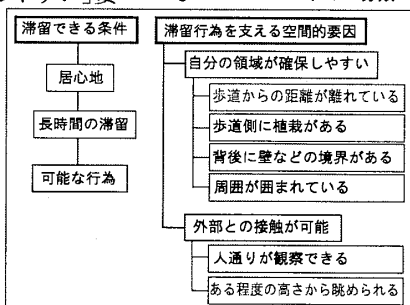 滞留できる条件
居心地
長時間の滞留
可能な行為
滞留行為を支える空間的要因
自分の領域が確保しやすい
歩道からの距離が離れている
歩道側に植栽がある
背後に壁などの境界がある
周囲が囲まれている
外部との接触が可能
人通りが観察できる
ある程度の高さから眺められる